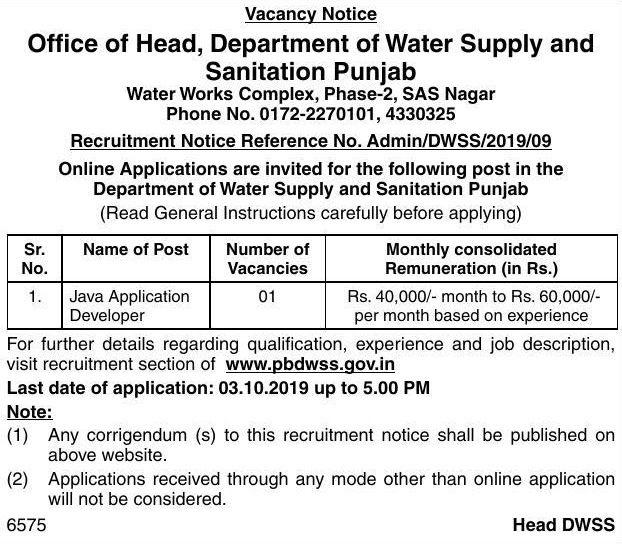 Vacancy Notice
Office of Head, Department of Water Supply and
Sanitation Punjab
Water Works Complex, Phase-2, SAS Nagar
Phone No. 0172-2270101, 4330325
Recruitment Notice Reference No. Admin/DWSS/2019/09
Online Applications are invited for the following post in the
Department of Water Supply and Sanitation Punjab
(Read General Instructions carefully before applying)
Sr. No. Name of Post Number of Vacancies Monthly consolidated Remuneration (in Rs.)
1. Java Application Developer 01 Rs. 40,000/- month to Rs. 60,000/- per month based on experience
For further details regarding qualification, experience and job description,
visit recruitment section of www.pbdwss.gov.in
Last date of application: 03.10.2019 up to 5.00 PM
Note:
(1) Any corrigendum (s) to this recruitment notice shall be published on
above website.
(2) Applications received through any mode other than online application
will not be considered.
6575 Head DWSS